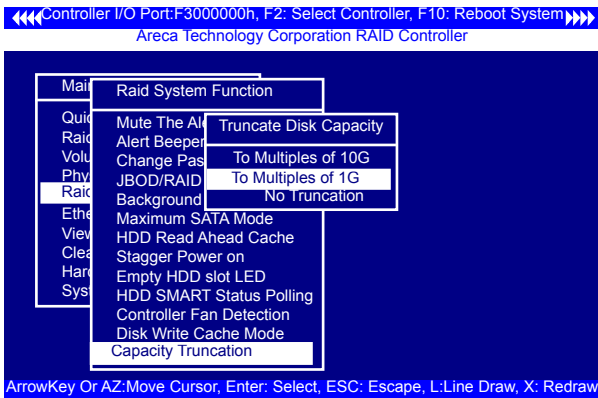 Controller I/O Port:F3000000h, F2: Select Controller, F10: Reboot System
Areca Technology Corporation RAID Controller
Raid System Function
Mute The
Alert Beeper
Change
JBOD/RAID
Background
Maximum SATA Mode
HDD Read Ahead Cache
Stagger Power on
Empty HDD slot LED
HDD SMART Status Polling
Controller Fan Detection
Disk Write Cache Mode
Capacity Truncation
Truncate Disk Capacity
To Multiples of 10G
To Multiples of 1G
No Truncation
ArrowKey Or AZ:Move Cursor, Enter: Select, ESC: Escape, L:Line Draw, X: Redraw